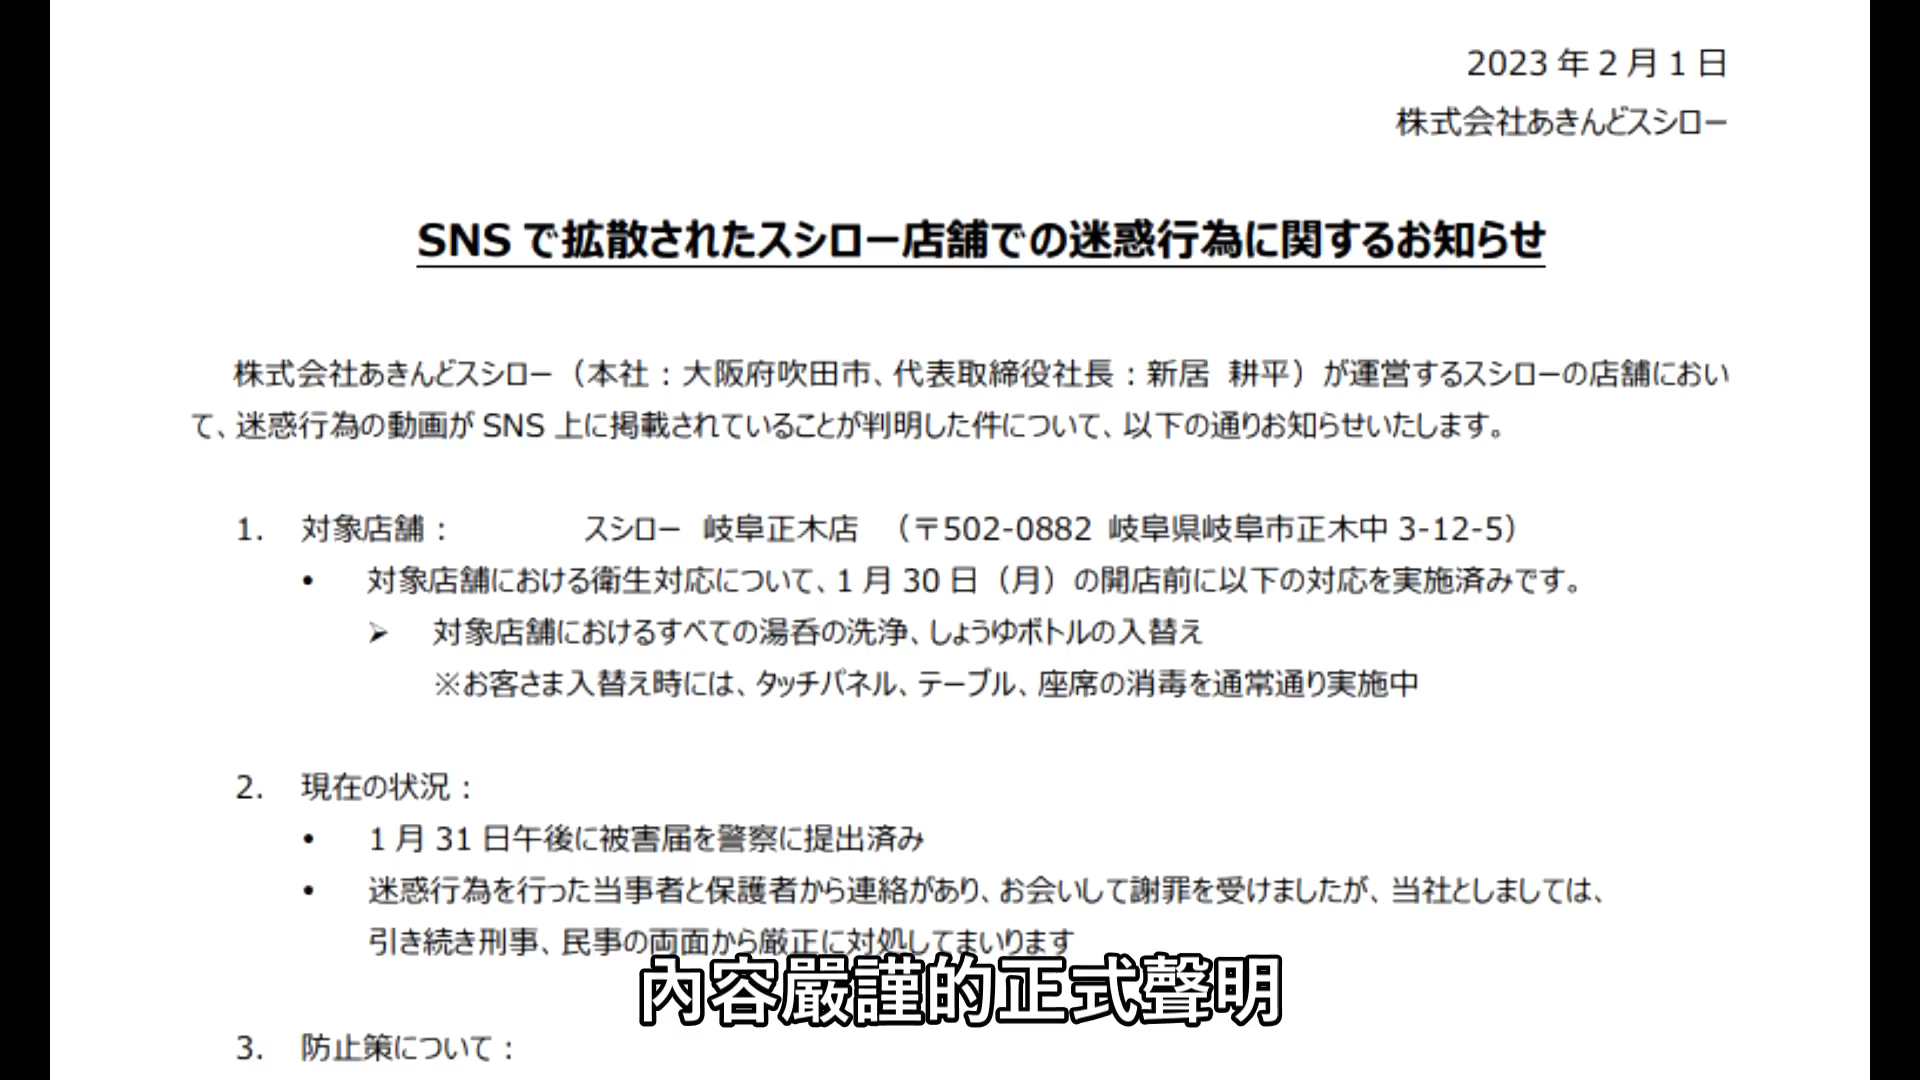 2023 年 2 月 1 日
株式会社あきんどスシロー
SNS で拡散されたスシロー店舗での迷惑行為に関するお知らせ
株式会社あきんどスシロー（本社：大阪府吹田市、代表取締役社長：新居 耕平）が運営するスシローの店舗におい
て、迷惑行為の動画が SNS 上に掲載されていることが判明した件について、以下の通りお知らせいたします。
1. 対象店舗： スシロー 岐阜正木店 （〒502-0882 岐阜県岐阜市正木中 3-12-5）
• 対象店舗における衛生対応について、1 月 30 日（月）の開店前に以下の対応を実施済みです。
➢ 対象店舗におけるすべての湯呑の洗浄、しょうゆボトルの入替え
※お客さま入替え時には、タッチパネル、テーブル、座席の消毒を通常通り実施中
2. 現在の状況：
• 1 月 31 日午後に被害届を警察に提出済み
• 迷惑行為を行った当事者と保護者から連絡があり、お会いして謝罪を受けましたが、当社としましては、
引き続き刑事、民事の両面から厳正に対処してまいります
內容嚴謹的正式聲明
3. 防止策について：